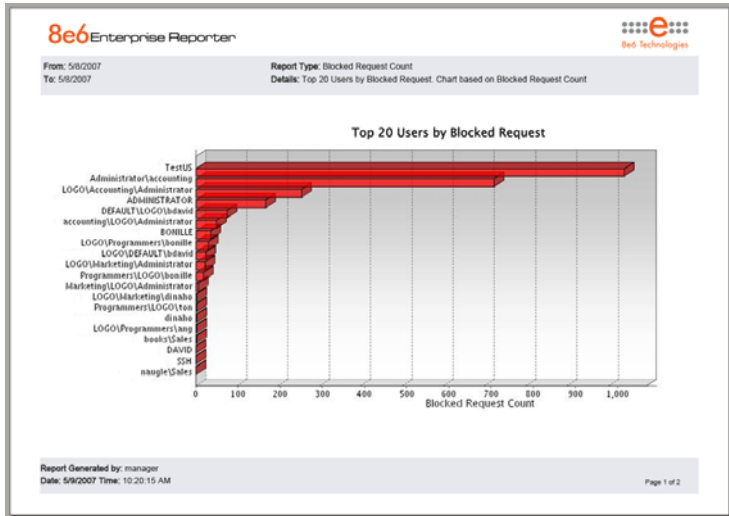 8e6 Enterprise Reporter
8e6 Technologies
From: 5/8/2007
To: 5/8/2007
Report Type: Blocked Request Count
Details: Top 20 Users by Blocked Request. Chart based on Blocked Request Count
Top 20 Users by Blocked Request
TestUS
Administrator\accounting
LOGO\Accounting\Administrator
ADMINISTRATOR
DEFAULT\LOGO\bdavid
accounting\LOGO\Administrator
BONILLE
LOGO\Programmers\bonille
LOGO\DEFAULT\bdavid
LOGO\Marketing\Administrator
Programmers\LOGO\bonille
Marketing\LOGO\Administrator
LOGO\Marketing\dinaho
Programmers\LOGO\ton
dinaho
LOGO\Programmers\ang
books\Sales
DAVID
SSH
naugle\Sales
0 100 200 300 400 500 600 700 800 900 1,000
Blocked Request Count
Report Generated by: manager
Date: 5/9/2007 Time: 10:20:15 AM
Page 1 of 2